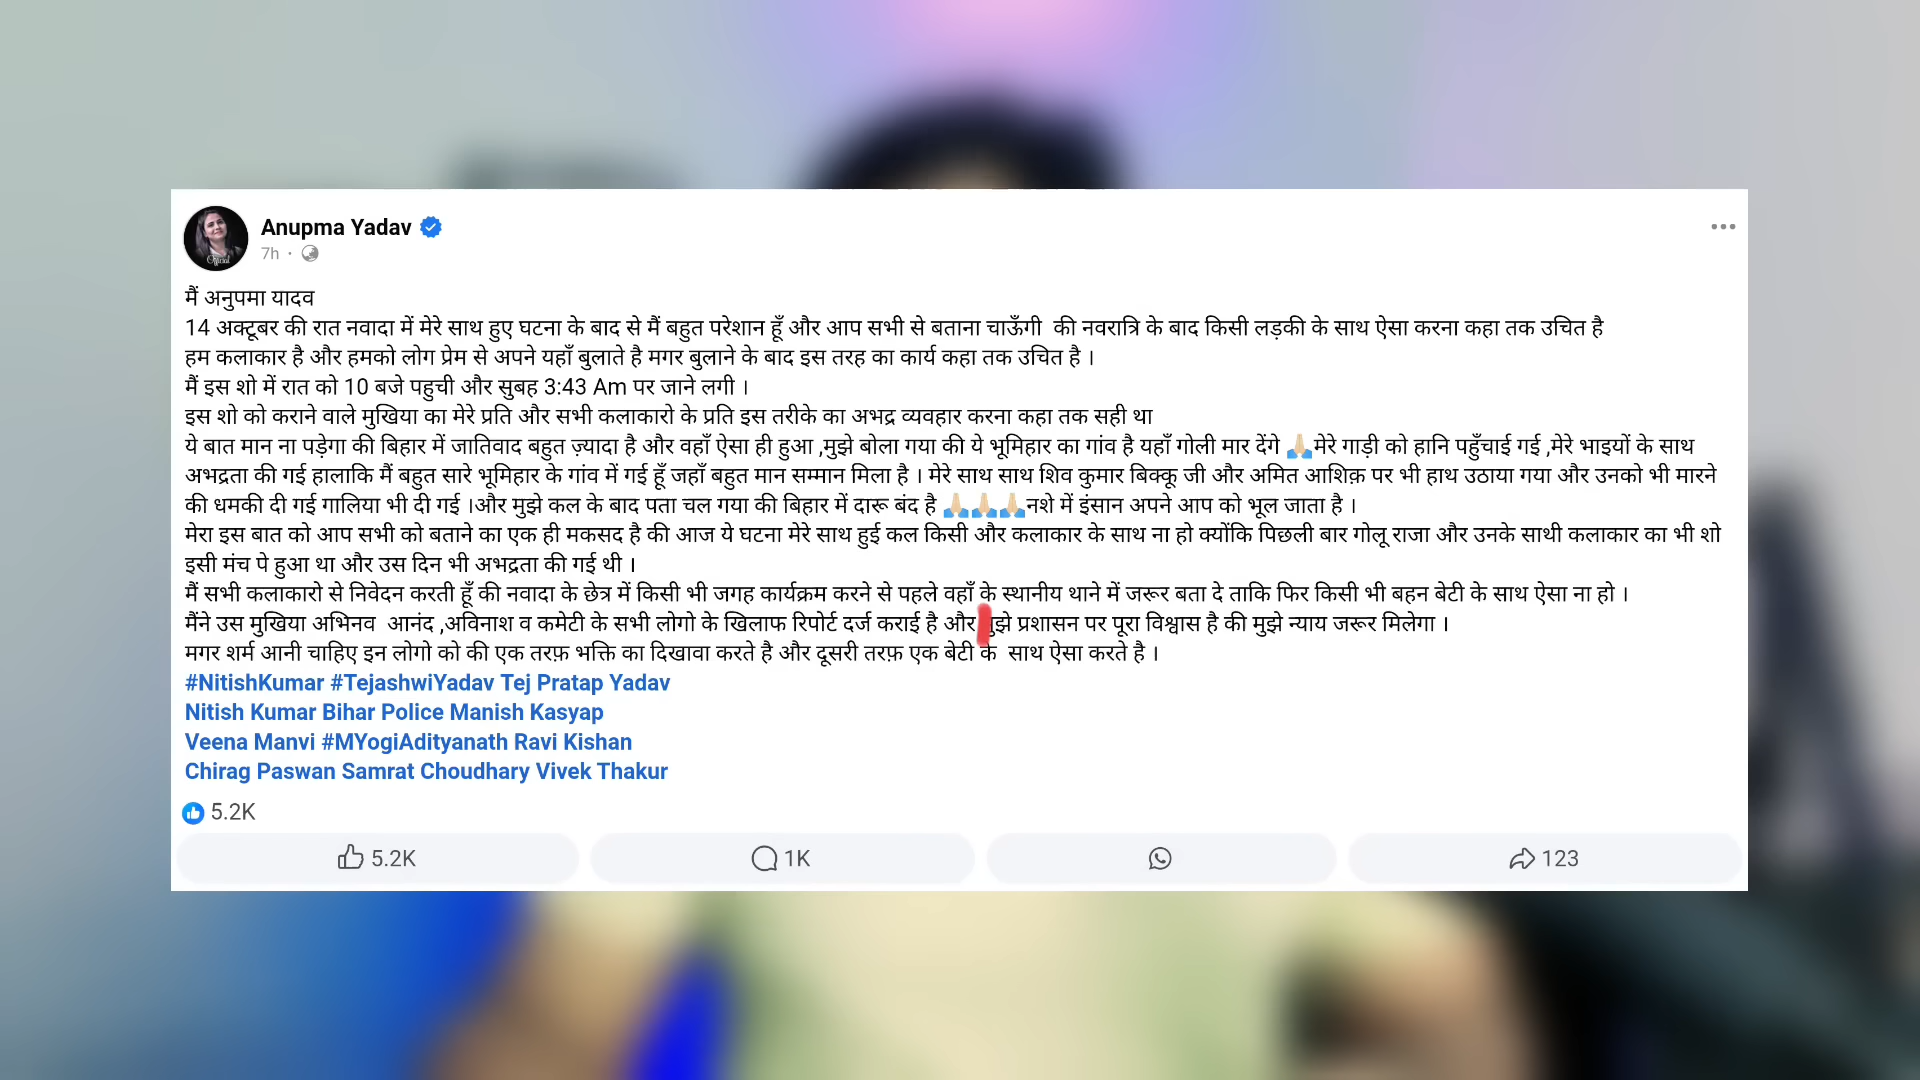 Anupma Yadav
Official
7h ·
मैं अनुपमा यादव
14 अक्टूबर की रात नवादा में मेरे साथ हुए घटना के बाद से मैं बहुत परेशान हूँ और आप सभी से बताना चाऊँगी की नवरात्रि के बाद किसी लड़की के साथ ऐसा करना कहा तक उचित है
हम कलाकार है और हमको लोग प्रेम से अपने यहाँ बुलाते है मगर बुलाने के बाद इस तरह का कार्य कहा तक उचित है ।
मैं इस शो में रात को 10 बजे पहुची और सुबह 3:43 Am पर जाने लगी ।
इस शो को कराने वाले मुखिया का मेरे प्रति और सभी कलाकारो के प्रति इस तरीके का अभद्र व्यवहार करना कहा तक सही था
ये बात मान ना पड़ेगा की बिहार में जातिवाद बहुत ज़्यादा है और वहाँ ऐसा ही हुआ ,मुझे बोला गया की ये भूमिहार का गांव है यहाँ गोली मार देंगे 🙏🏻मेरे गाड़ी को हानि पहुँचाई गई ,मेरे भाइयों के साथ
अभद्रता की गई हालाकि मैं बहुत सारे भूमिहार के गांव में गई हूँ जहाँ बहुत मान सम्मान मिला है । मेरे साथ साथ शिव कुमार बिक्कू जी और अमित आशिक़ पर भी हाथ उठाया गया और उनको भी मारने
की धमकी दी गई गालिया भी दी गई ।और मुझे कल के बाद पता चल गया की बिहार में दारू बंद है 🙏🏻🙏🏻🙏🏻नशे में इंसान अपने आप को भूल जाता है ।
मेरा इस बात को आप सभी को बताने का एक ही मकसद है की आज ये घटना मेरे साथ हुई कल किसी और कलाकार के साथ ना हो क्योंकि पिछली बार गोलू राजा और उनके साथी कलाकार का भी शो
इसी मंच पे हुआ था और उस दिन भी अभद्रता की गई थी ।
मैं सभी कलाकारो से निवेदन करती हूँ की नवादा के छेत्र में किसी भी जगह कार्यक्रम करने से पहले वहाँ के स्थानीय थाने में जरूर बता दे ताकि फिर किसी भी बहन बेटी के साथ ऐसा ना हो ।
मैंने उस मुखिया अभिनव आनंद ,अविनाश व कमेटी के सभी लोगो के खिलाफ रिपोर्ट दर्ज कराई है और मुझे प्रशासन पर पूरा विश्वास है की मुझे न्याय जरूर मिलेगा ।
मगर शर्म आनी चाहिए इन लोगो को की एक तरफ़ भक्ति का दिखावा करते है और दूसरी तरफ़ एक बेटी के साथ ऐसा करते है ।
#NitishKumar #TejashwiYadav Tej Pratap Yadav
Nitish Kumar Bihar Police Manish Kasyap
Veena Manvi #MYogiAdityanath Ravi Kishan
Chirag Paswan Samrat Choudhary Vivek Thakur
5.2K
5.2K 1K 123